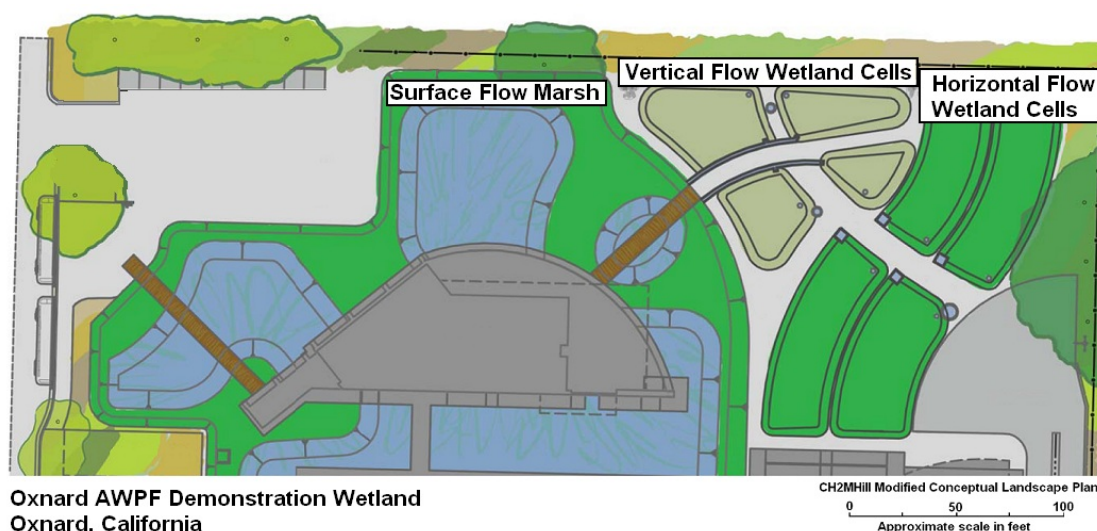 Surface Flow Marsh
Vertical Flow Wetland Cells
Horizontal Flow
Wetland Cells
Oxnard AWPF Demonstration Wetland
Oxnard, California
CH2MHill Modified Conceptual Landscape Plan
0 50 100
Approximate scale in feet